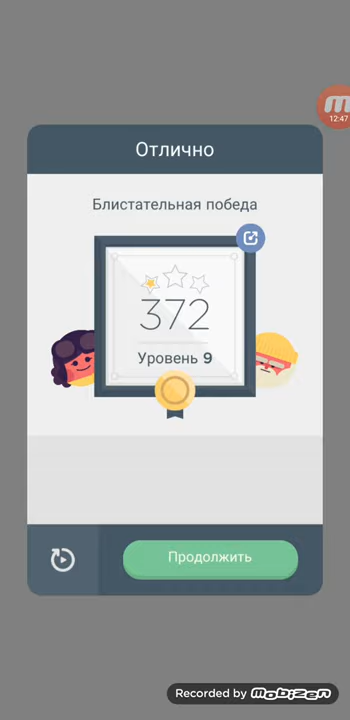 12:47
Отлично
Блистательная победа
372
Уровень 9
Продолжить
Recorded by mobizen